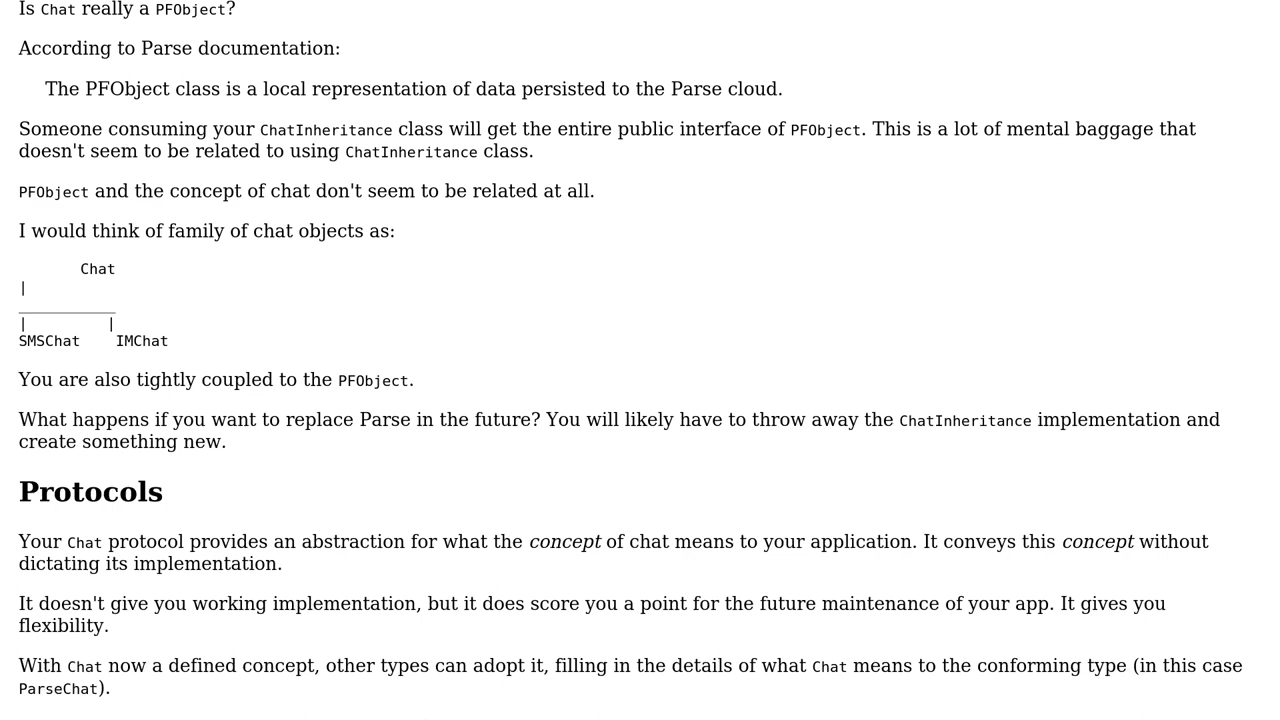 Is Chat really a PFObject?
According to Parse documentation:
The PFObject class is a local representation of data persisted to the Parse cloud.
Someone consuming your ChatInheritance class will get the entire public interface of PFObject. This is a lot of mental baggage that
doesn't seem to be related to using ChatInheritance class.
PFObject and the concept of chat don't seem to be related at all.
I would think of family of chat objects as:
       Chat
|
___________
|          |
SMSChat    IMChat
You are also tightly coupled to the PFObject.
What happens if you want to replace Parse in the future? You will likely have to throw away the ChatInheritance implementation and
create something new.
Protocols
Your Chat protocol provides an abstraction for what the concept of chat means to your application. It conveys this concept without
dictating its implementation.
It doesn't give you working implementation, but it does score you a point for the future maintenance of your app. It gives you
flexibility.
With Chat now a defined concept, other types can adopt it, filling in the details of what Chat means to the conforming type (in this case
ParseChat).